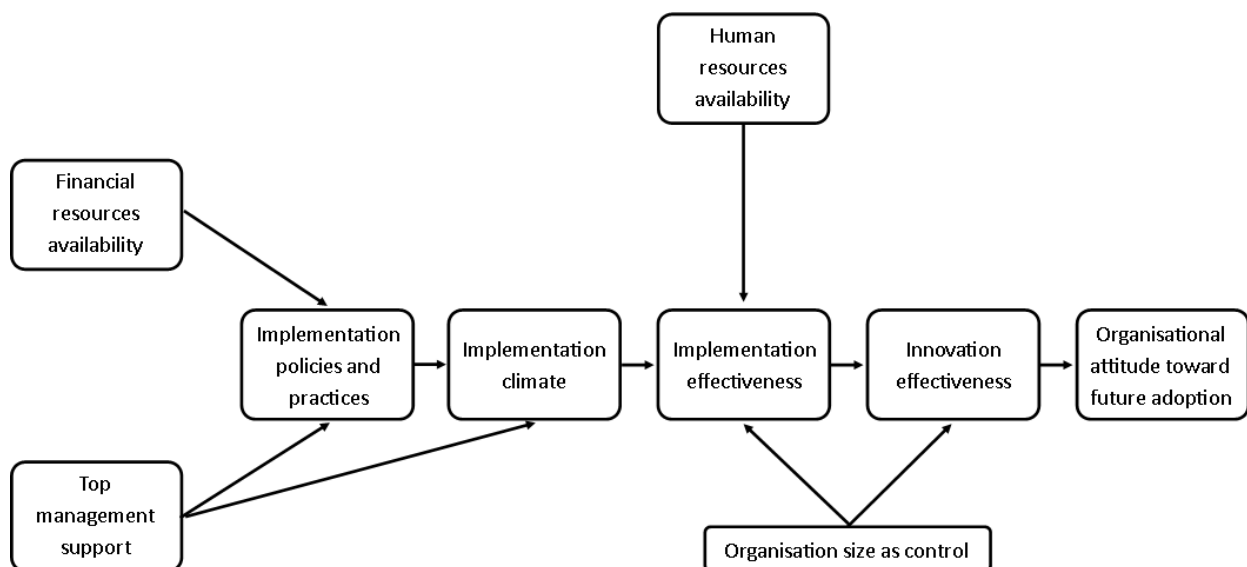 Human
resources
availability
Financial
resources
availability
Implementation
policies and
practices
Implementation
climate
Implementation
effectiveness
Innovation
effectiveness
Organisational
attitude toward
future adoption
Top
management
support
Organisation size as control